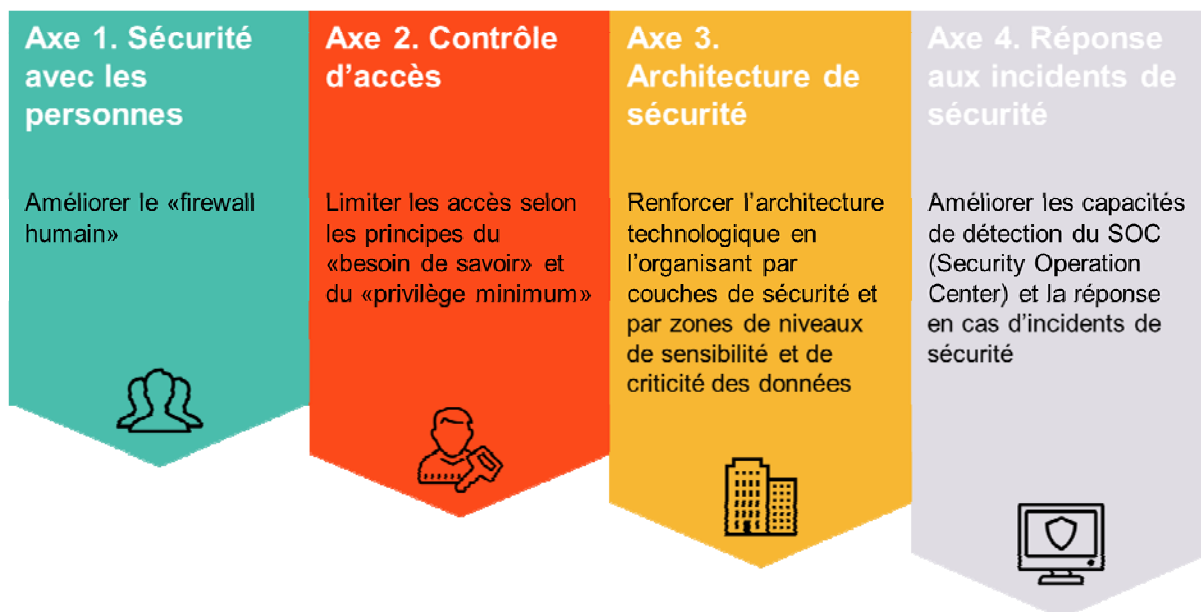 Axe 1. Sécurité
avec les
personnes
Améliorer le «firewall
humain»
Axe 2. Contrôle
d’accès
Limiter les accès selon
les principes du
«besoin de savoir» et
du «privilège minimum»
Axe 3.
Architecture de
sécurité
Renforcer l’architecture
technologique en
l’organisant par
couches de sécurité et
par zones de niveaux
de sensibilité et de
criticité des données
Axe 4. Réponse
aux incidents de
sécurité
Améliorer les capacités
de détection du SOC
(Security Operation
Center) et la réponse
en cas d’incidents de
sécurité